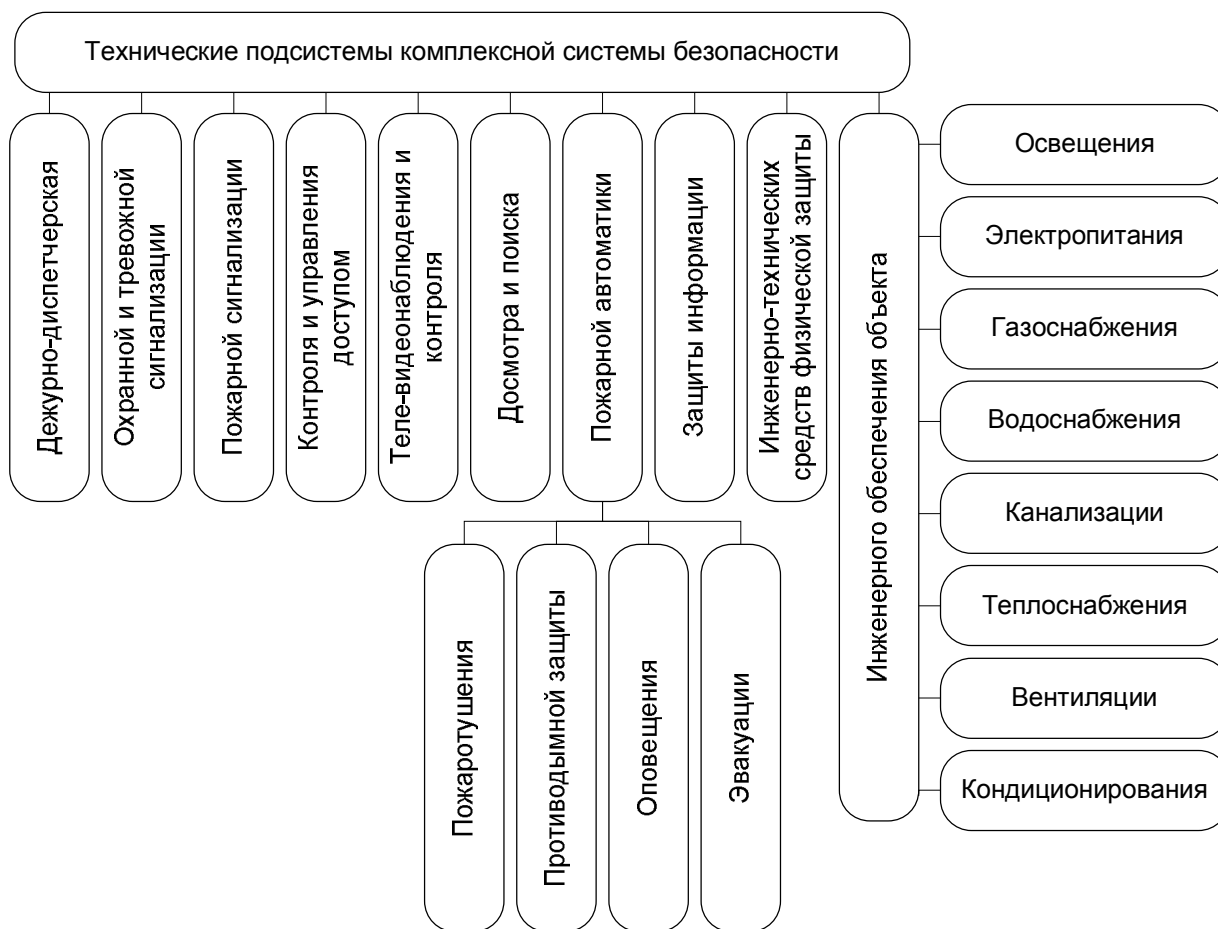 Технические подсистемы комплексной системы безопасности
Дежурно-диспетчерская
Охранной и тревожной
сигнализации
Пожарной сигнализации
Контроля и управления
доступом
Теле-видеонаблюдения и
контроля
Досмотра и поиска
Пожарной автоматики
Защиты информации
Инженерно-технических
средств физической защиты
Инженерного обеспечения объекта
Освещения
Электропитания
Газоснабжения
Водоснабжения
Канализации
Теплоснабжения
Вентиляции
Кондиционирования
Пожаротушения
Противодымной защиты
Оповещения
Эвакуации